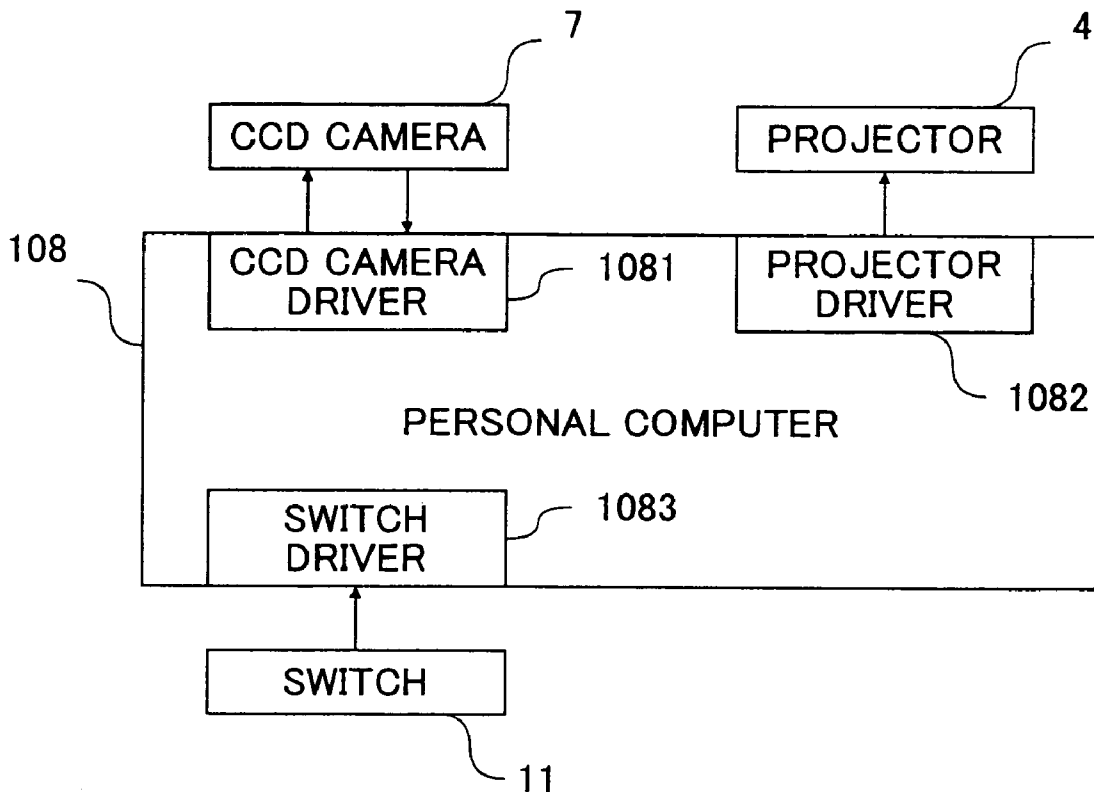 7
4
CCD CAMERA
PROJECTOR
108
CCD CAMERA
DRIVER
1081
PROJECTOR
DRIVER
1082
PERSONAL COMPUTER
SWITCH
DRIVER
1083
SWITCH
11